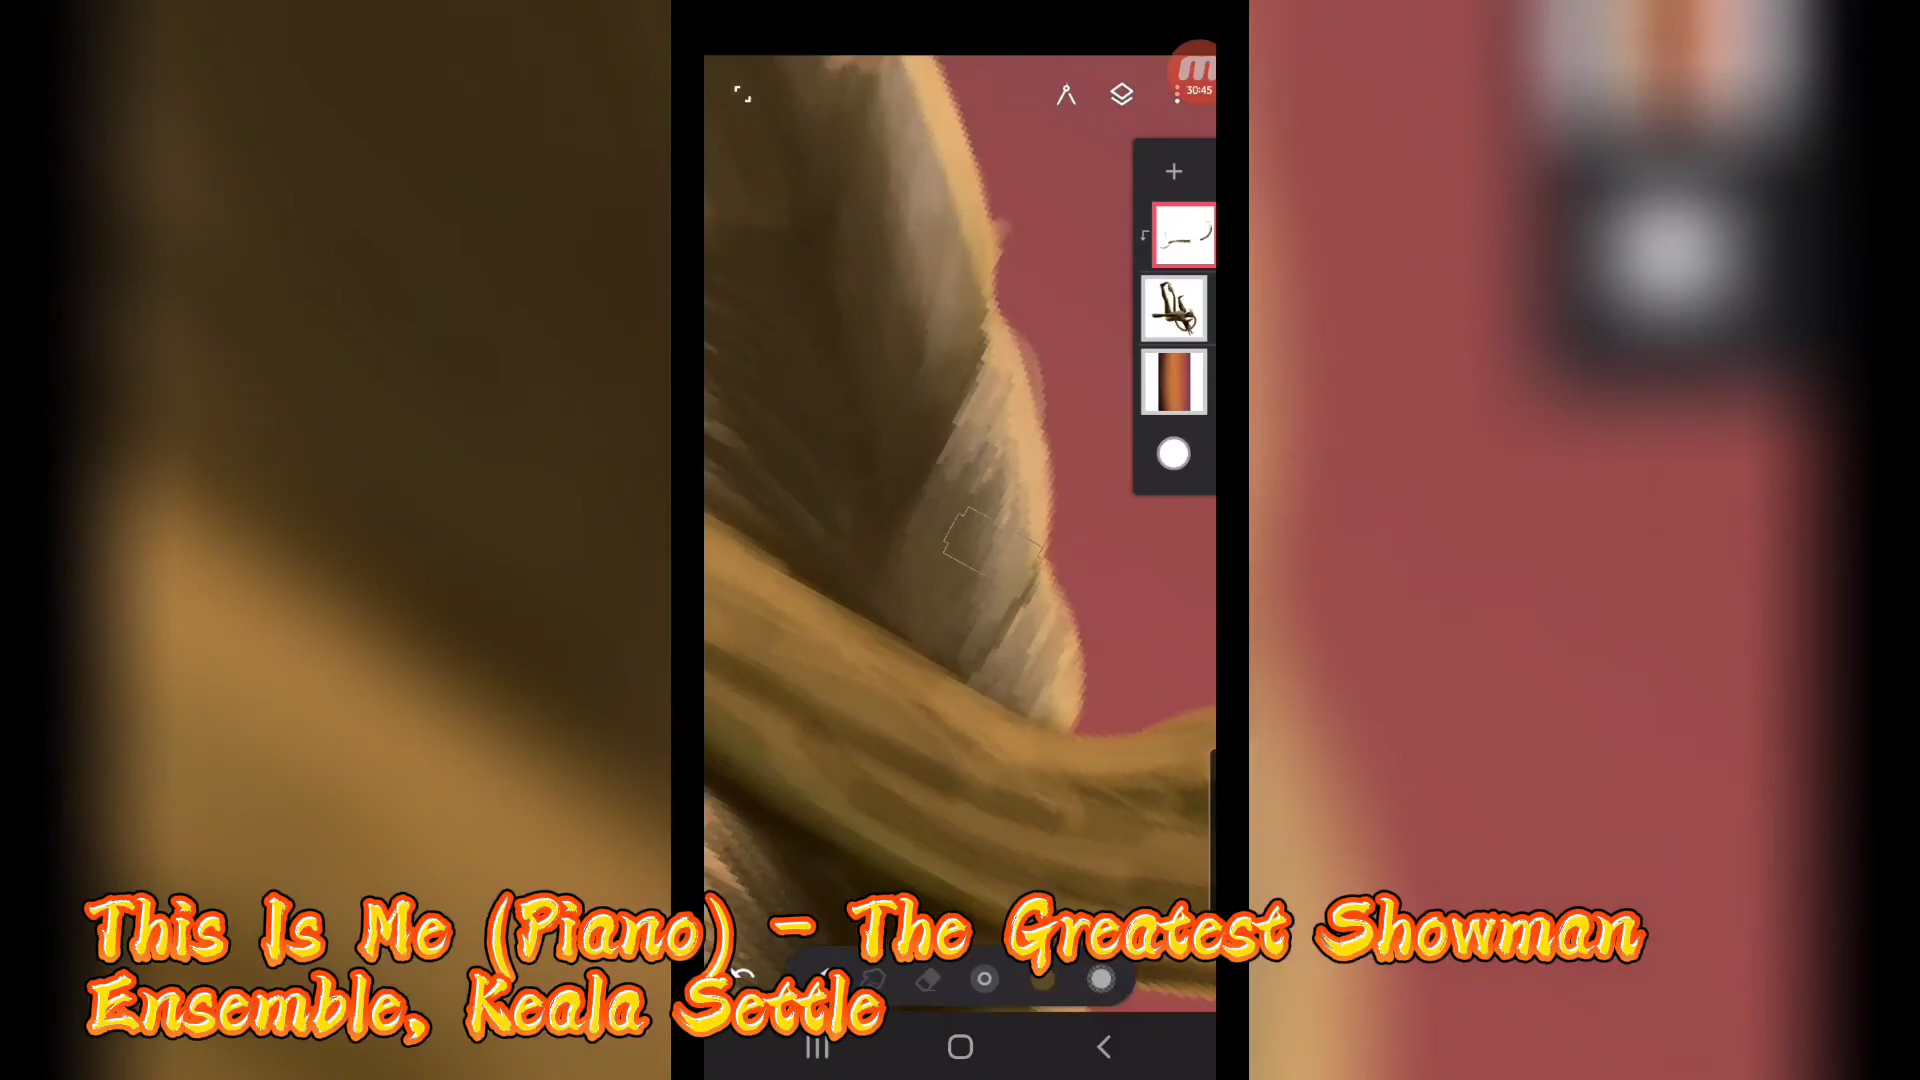 30:45
This Is Me (Piano) - The Greatest Showman
Ensemble, Keala Settle